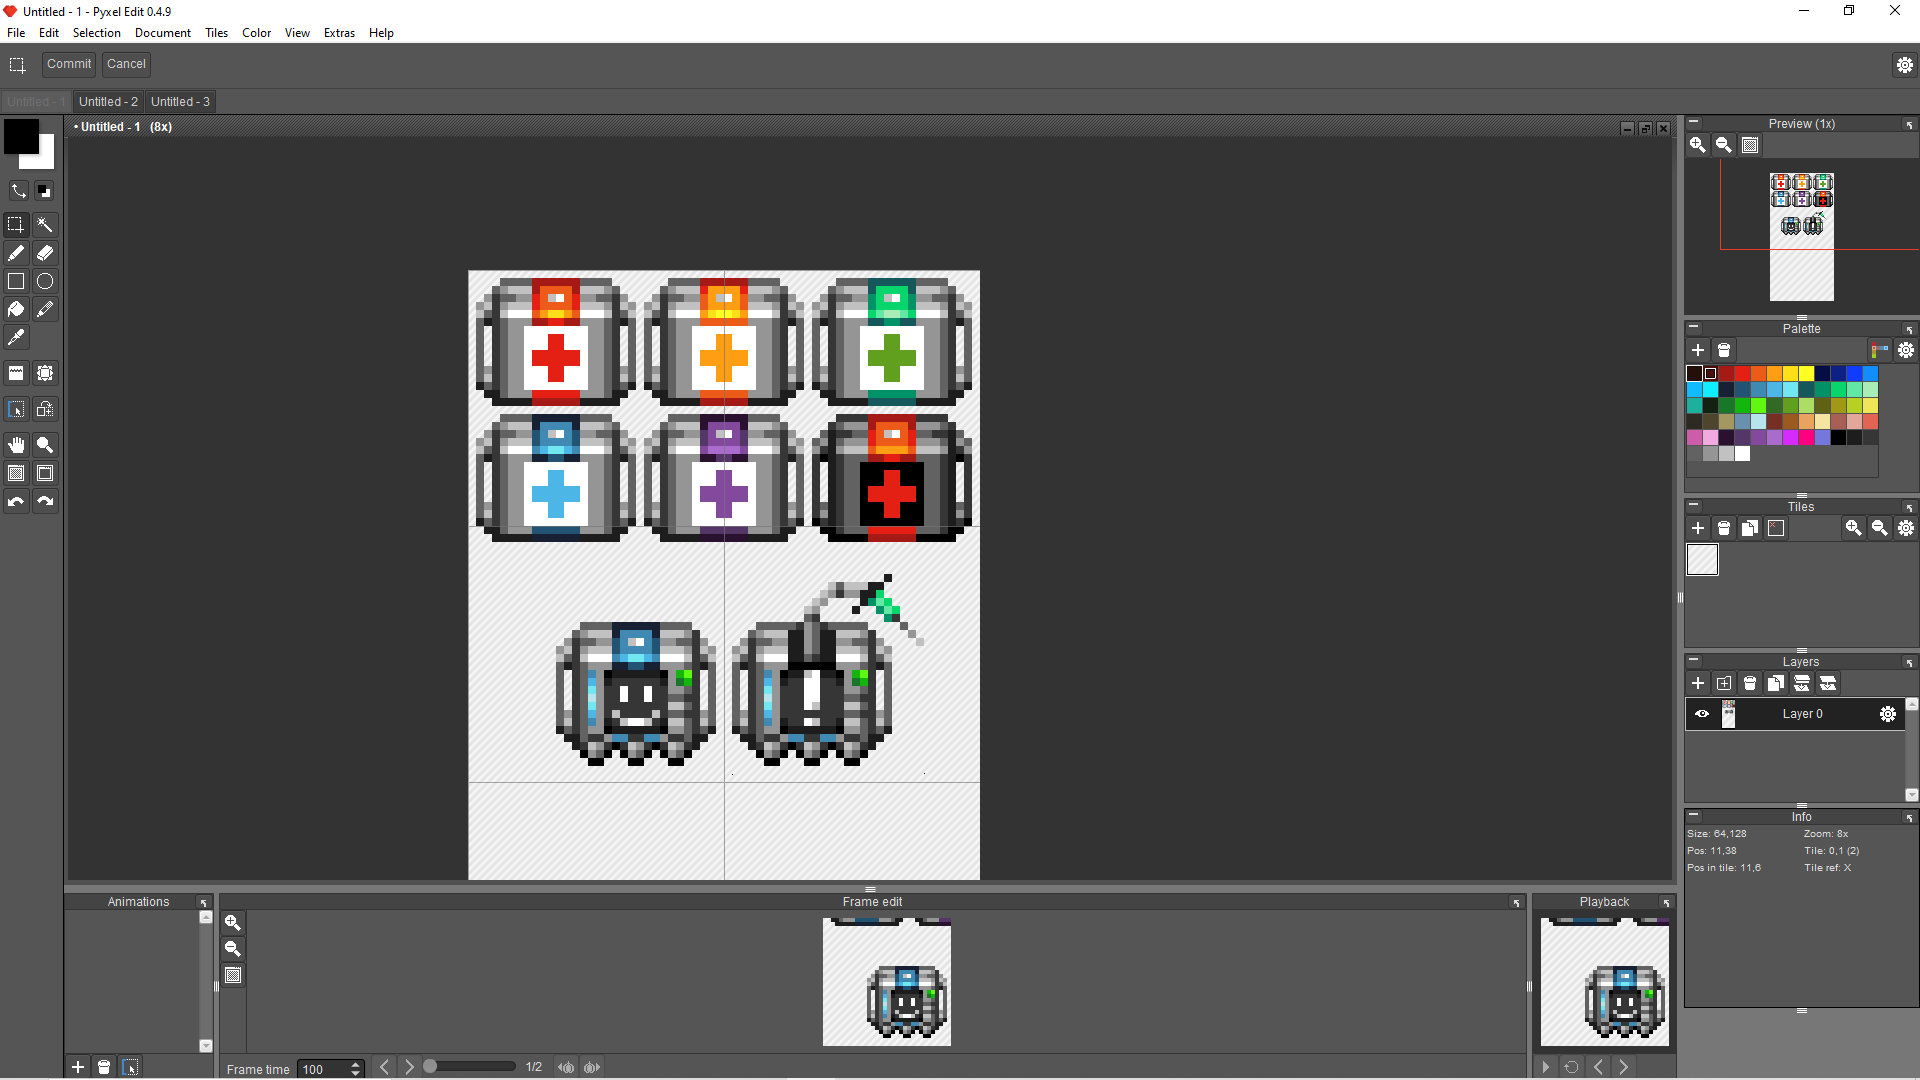 Untitled - 1 - Pyxel Edit 0.4.9
File Edit Selection Document Tiles Color View Extras Help
Commit Cancel
Untitled - 1 Untitled - 2 Untitled - 3
• Untitled - 1 (8x)
Preview (1x)
Palette
Tiles
Layers
Layer 0
Info
Size: 64,128 Zoom: 8x
Pos: 11,38 Tile: 0,1 (2)
Pos in tile: 11,6 Tile ref: X
Animations
Frame edit
Playback
Frame time 100 1/2